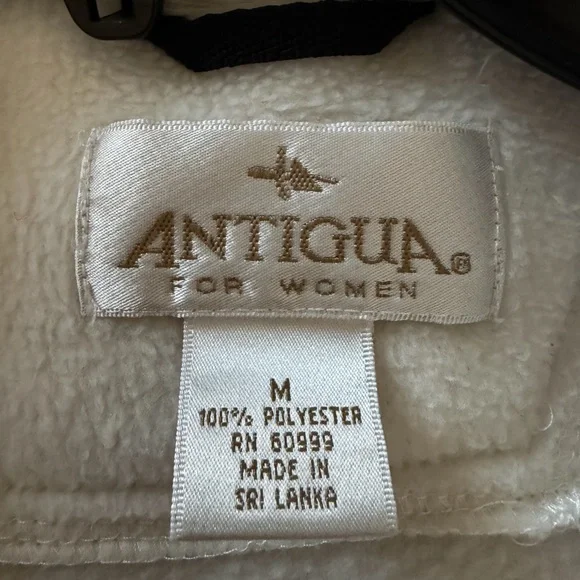 ANTIGUA®
FOR WOMEN
M
100% POLYESTER
RN 60999
MADE IN
SRI LANKA